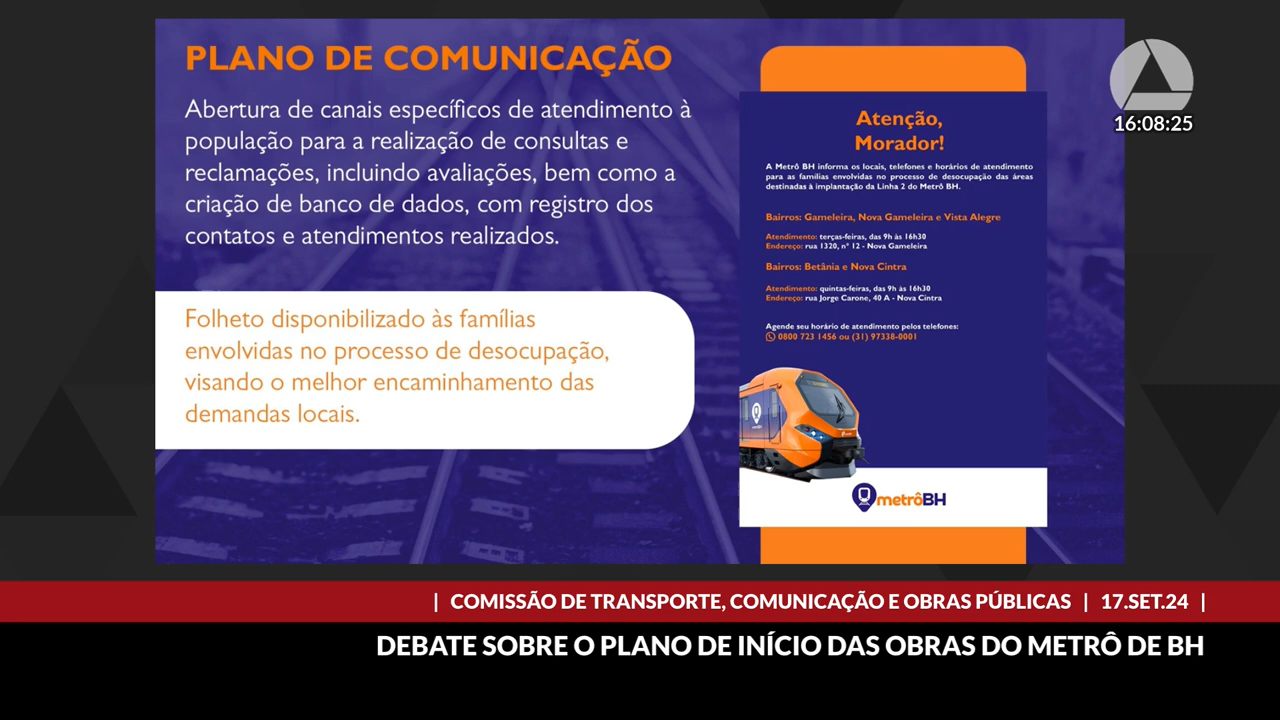 PLANO DE COMUNICAÇÃO
Abertura de canais específicos de atendimento à
população para a realização de consultas e
reclamações, incluindo avaliações, bem como a
criação de banco de dados, com registro dos
contatos e atendimentos realizados.
Folheto disponibilizado às famílias
envolvidas no processo de desocupação,
visando o melhor encaminhamento das
demandas locais.
Atenção,
Morador!
A Metrô BH informa os locais, telefones e horários de atendimento
para as famílias envolvidas no processo de desocupação das áreas
destinadas à implantação da Linha 2 do Metrô BH.
Bairros: Gameleira, Nova Gameleira e Vista Alegre
Atendimento: terças-feiras, das 9h às 16h30
Endereço: rua 1320, nº 12 - Nova Gameleira
Bairros: Betânia e Nova Cintra
Atendimento: quintas-feiras, das 9h às 16h30
Endereço: rua Jorge Carone, 40 A - Nova Cintra
Agende seu horário de atendimento pelos telefones:
0800 723 1456 ou (31) 97338-0001
metrôBH
16:08:25
| COMISSÃO DE TRANSPORTE, COMUNICAÇÃO E OBRAS PÚBLICAS | 17.SET.24 |
DEBATE SOBRE O PLANO DE INÍCIO DAS OBRAS DO METRÔ DE BH